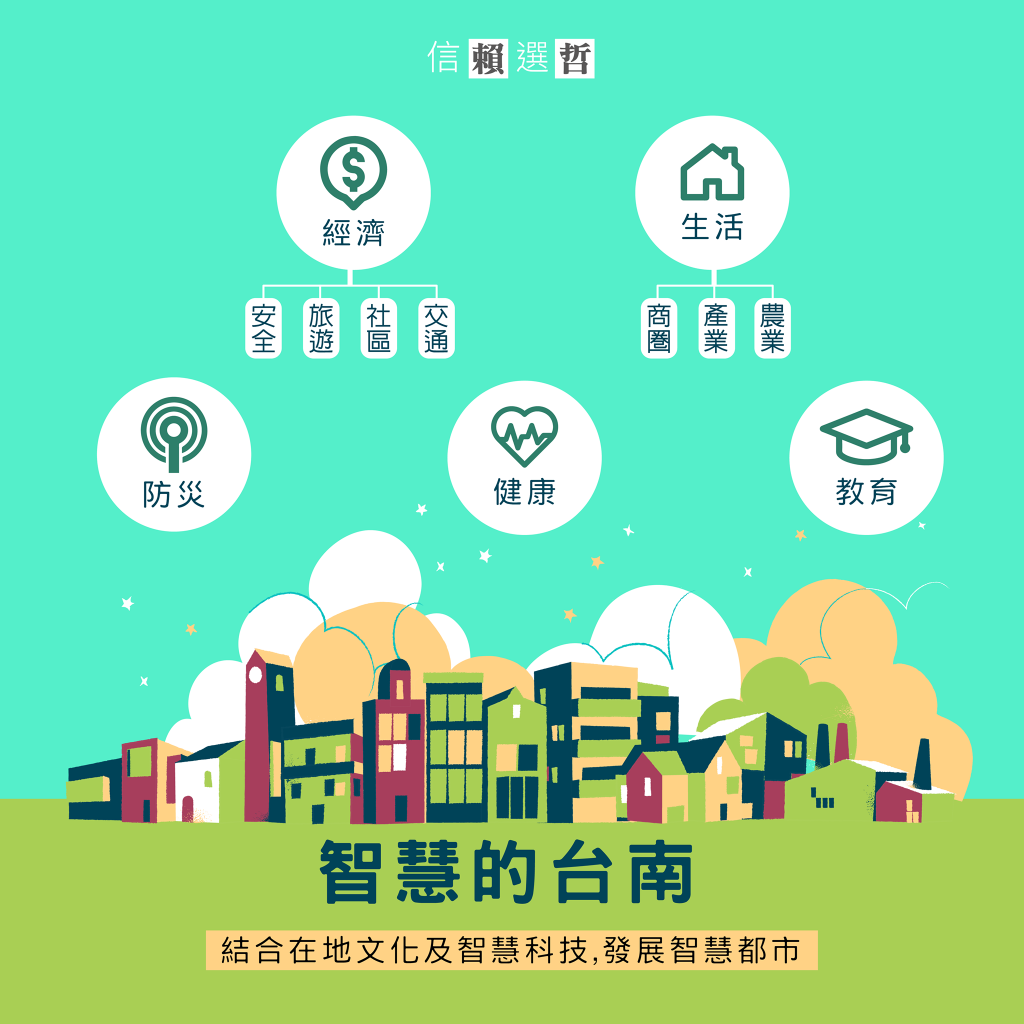 信賴選哲
經濟
生活
安全
旅遊
社區
交通
商圈
產業
農業
防災
健康
教育
智慧的台南
結合在地文化及智慧科技,發展智慧都市